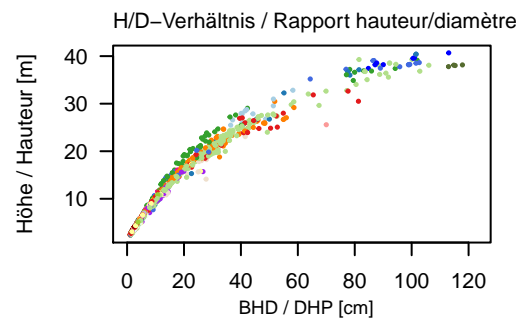 H/D−Verhältnis / Rapport hauteur/diamètre
Höhe / Hauteur [m]
40
30
20
10
0 20 40 60 80 100 120
BHD / DHP [cm]